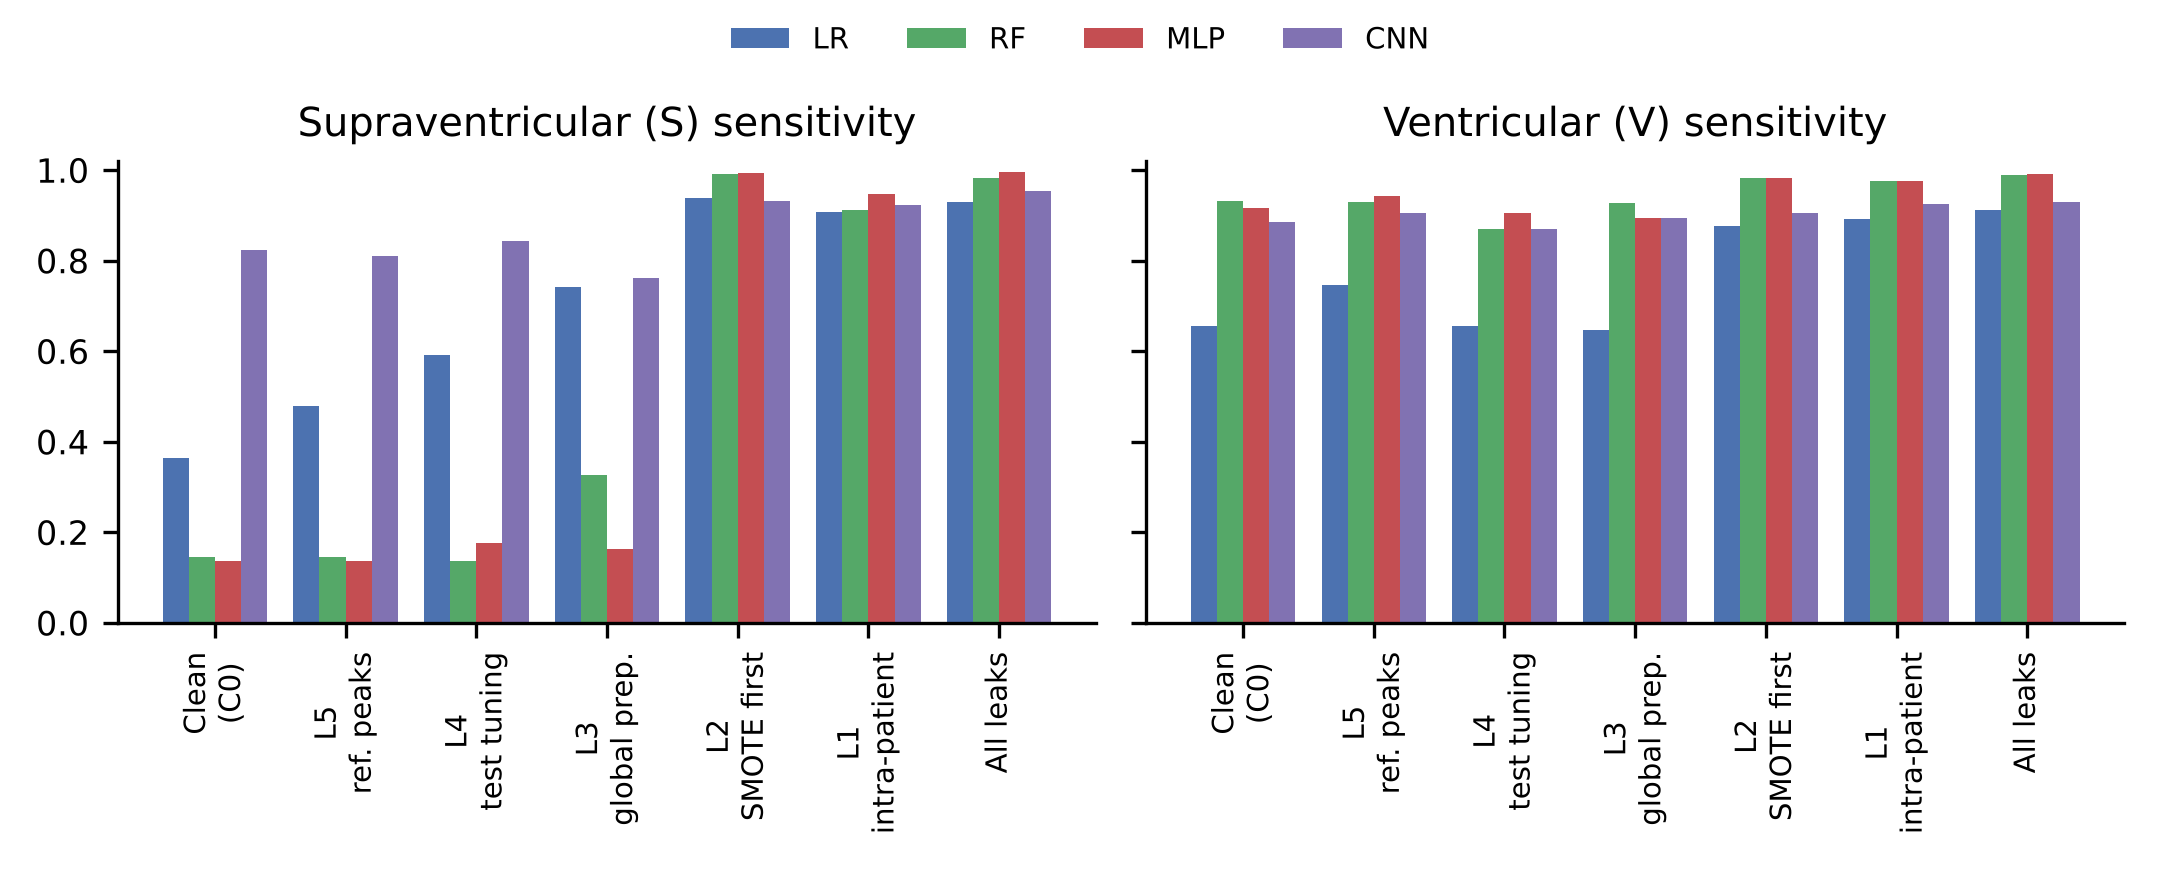 LR RF MLP CNN
Supraventricular (S) sensitivity
1.0
0.8
0.6
0.4
0.2
0.0
Clean
(C0)
L5
ref. peaks
L4
test tuning
L3
global prep.
L2
SMOTE first
L1
intra-patient
All leaks
Ventricular (V) sensitivity
Clean
(C0)
L5
ref. peaks
L4
test tuning
L3
global prep.
L2
SMOTE first
L1
intra-patient
All leaks